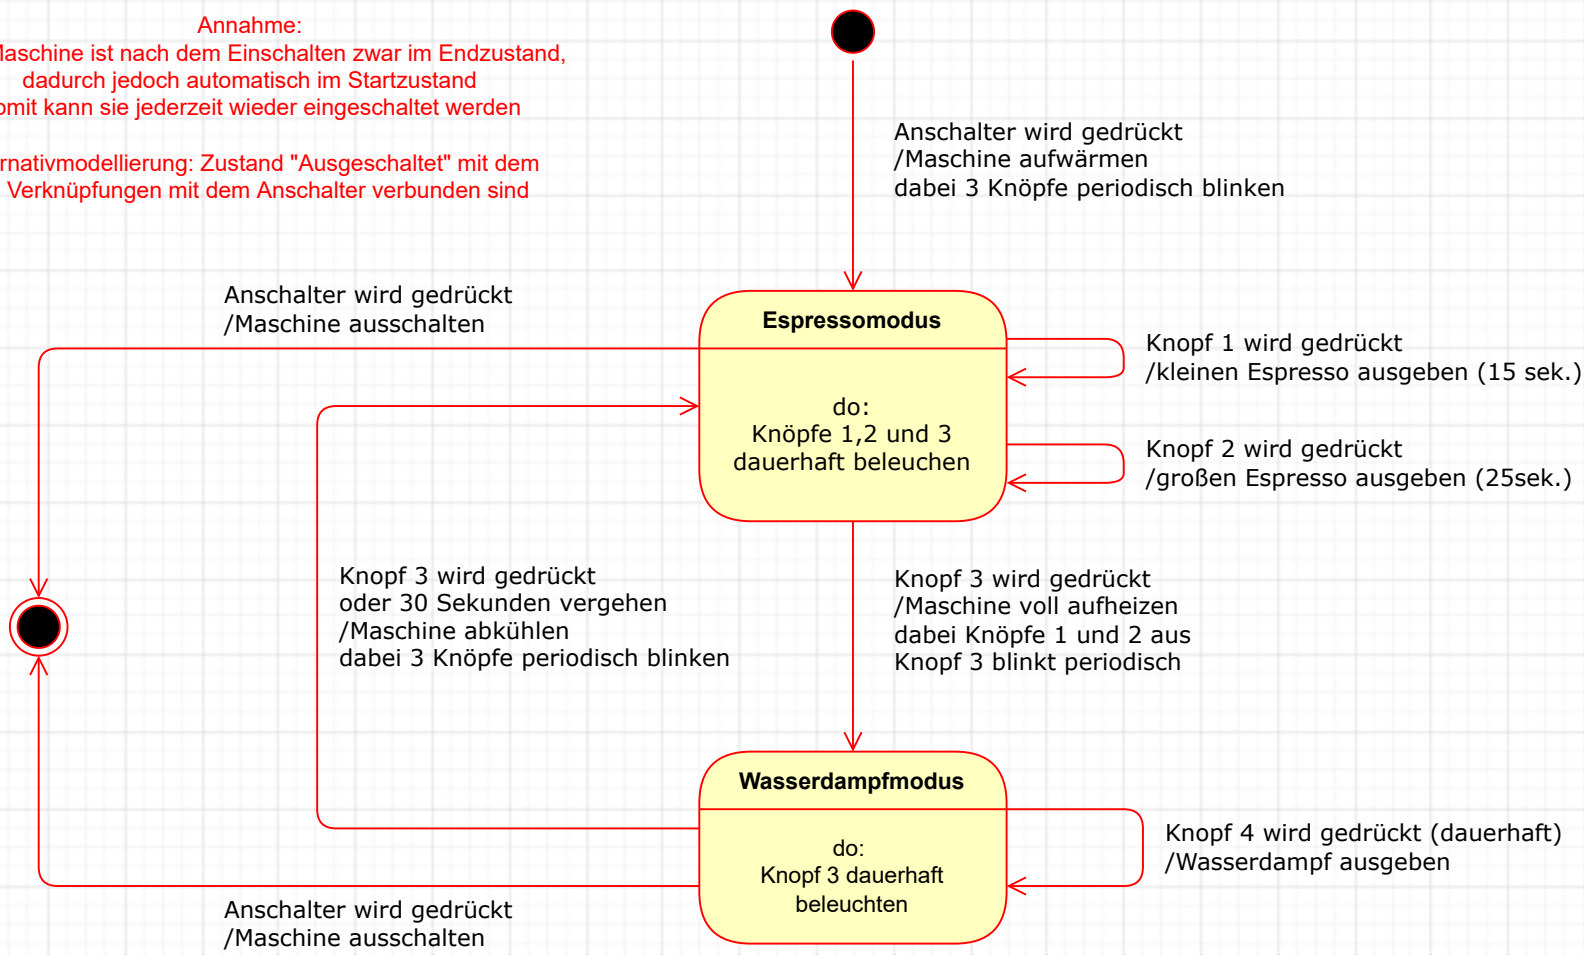 Annahme:
Maschine ist nach dem Einschalten zwar im Endzustand,
dadurch jedoch automatisch im Startzustand
omit kann sie jederzeit wieder eingeschaltet werden
rnativmodellierung: Zustand "Ausgeschaltet" mit dem
Verknüpfungen mit dem Anschalter verbunden sind
Anschalter wird gedrückt
/Maschine aufwärmen
dabei 3 Knöpfe periodisch blinken
Anschalter wird gedrückt
/Maschine ausschalten
Espressomodus
do:
Knöpfe 1,2 und 3
dauerhaft beleuchen
Knopf 1 wird gedrückt
/kleinen Espresso ausgeben (15 sek.)
Knopf 2 wird gedrückt
/großen Espresso ausgeben (25sek.)
Knopf 3 wird gedrückt
oder 30 Sekunden vergehen
/Maschine abkühlen
dabei 3 Knöpfe periodisch blinken
Knopf 3 wird gedrückt
/Maschine voll aufheizen
dabei Knöpfe 1 und 2 aus
Knopf 3 blinkt periodisch
Wasserdampfmodus
do:
Knopf 3 dauerhaft
beleuchten
Knopf 4 wird gedrückt (dauerhaft)
/Wasserdampf ausgeben
Anschalter wird gedrückt
/Maschine ausschalten